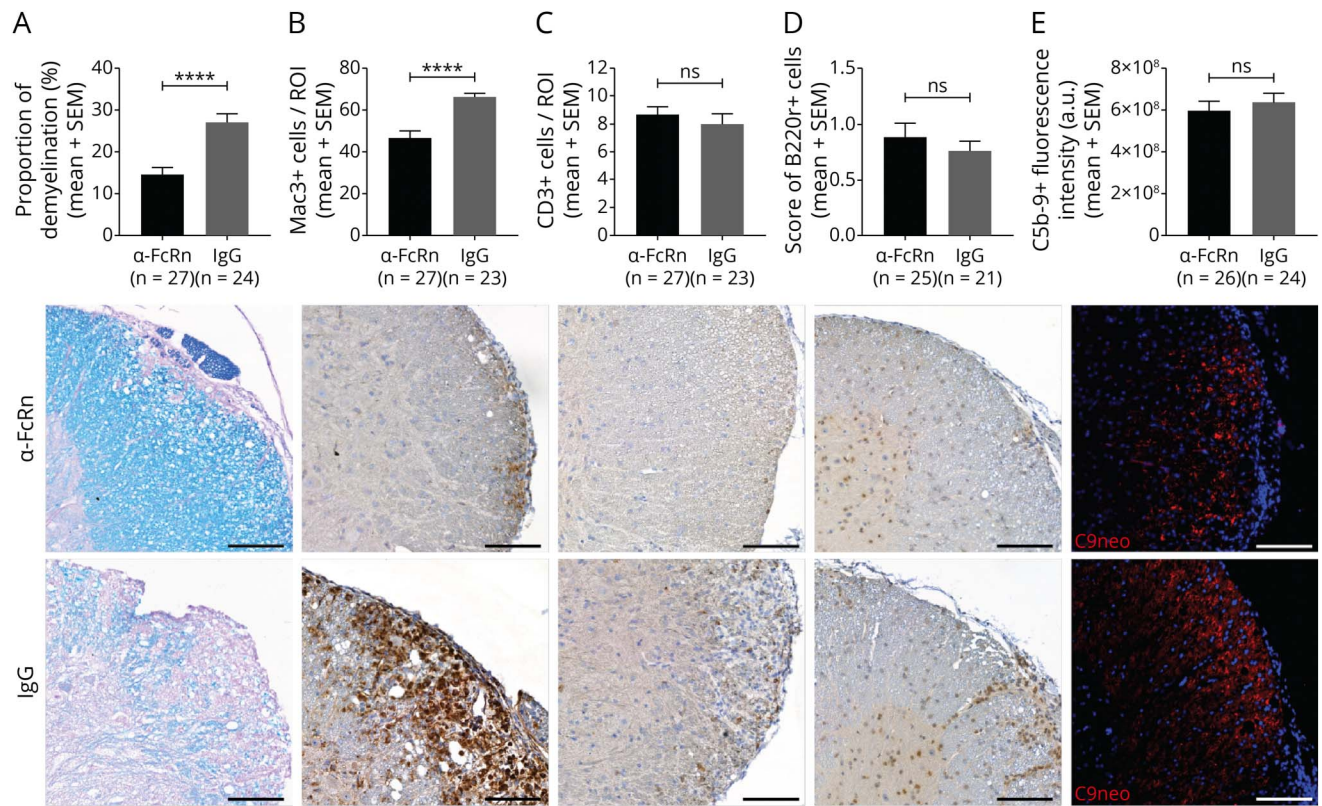 A
Proportion of
demyelination (%)
(mean + SEM)
40
30
20
10
0
****
α-FcRn
IgG
(n = 27)(n = 24)
B
Mac3+ cells / ROI
(mean + SEM)
80
60
40
20
0
****
α-FcRn
IgG
(n = 27)(n = 23)
C
CD3+ cells / ROI
(mean + SEM)
12
10
8
6
4
2
0
ns
α-FcRn
IgG
(n = 27)(n = 23)
D
Score of B220r+ cells
(mean + SEM)
1.5
1.0
0.5
0.0
ns
α-FcRn
IgG
(n = 25)(n = 21)
E
C5b-9+ fluorescence
intensity (a.u.)
(mean + SEM)
8×10⁸
6×10⁸
4×10⁸
2×10⁸
0
ns
α-FcRn
IgG
(n = 26)(n = 24)
α-FcRn
C9neo
IgG
C9neo